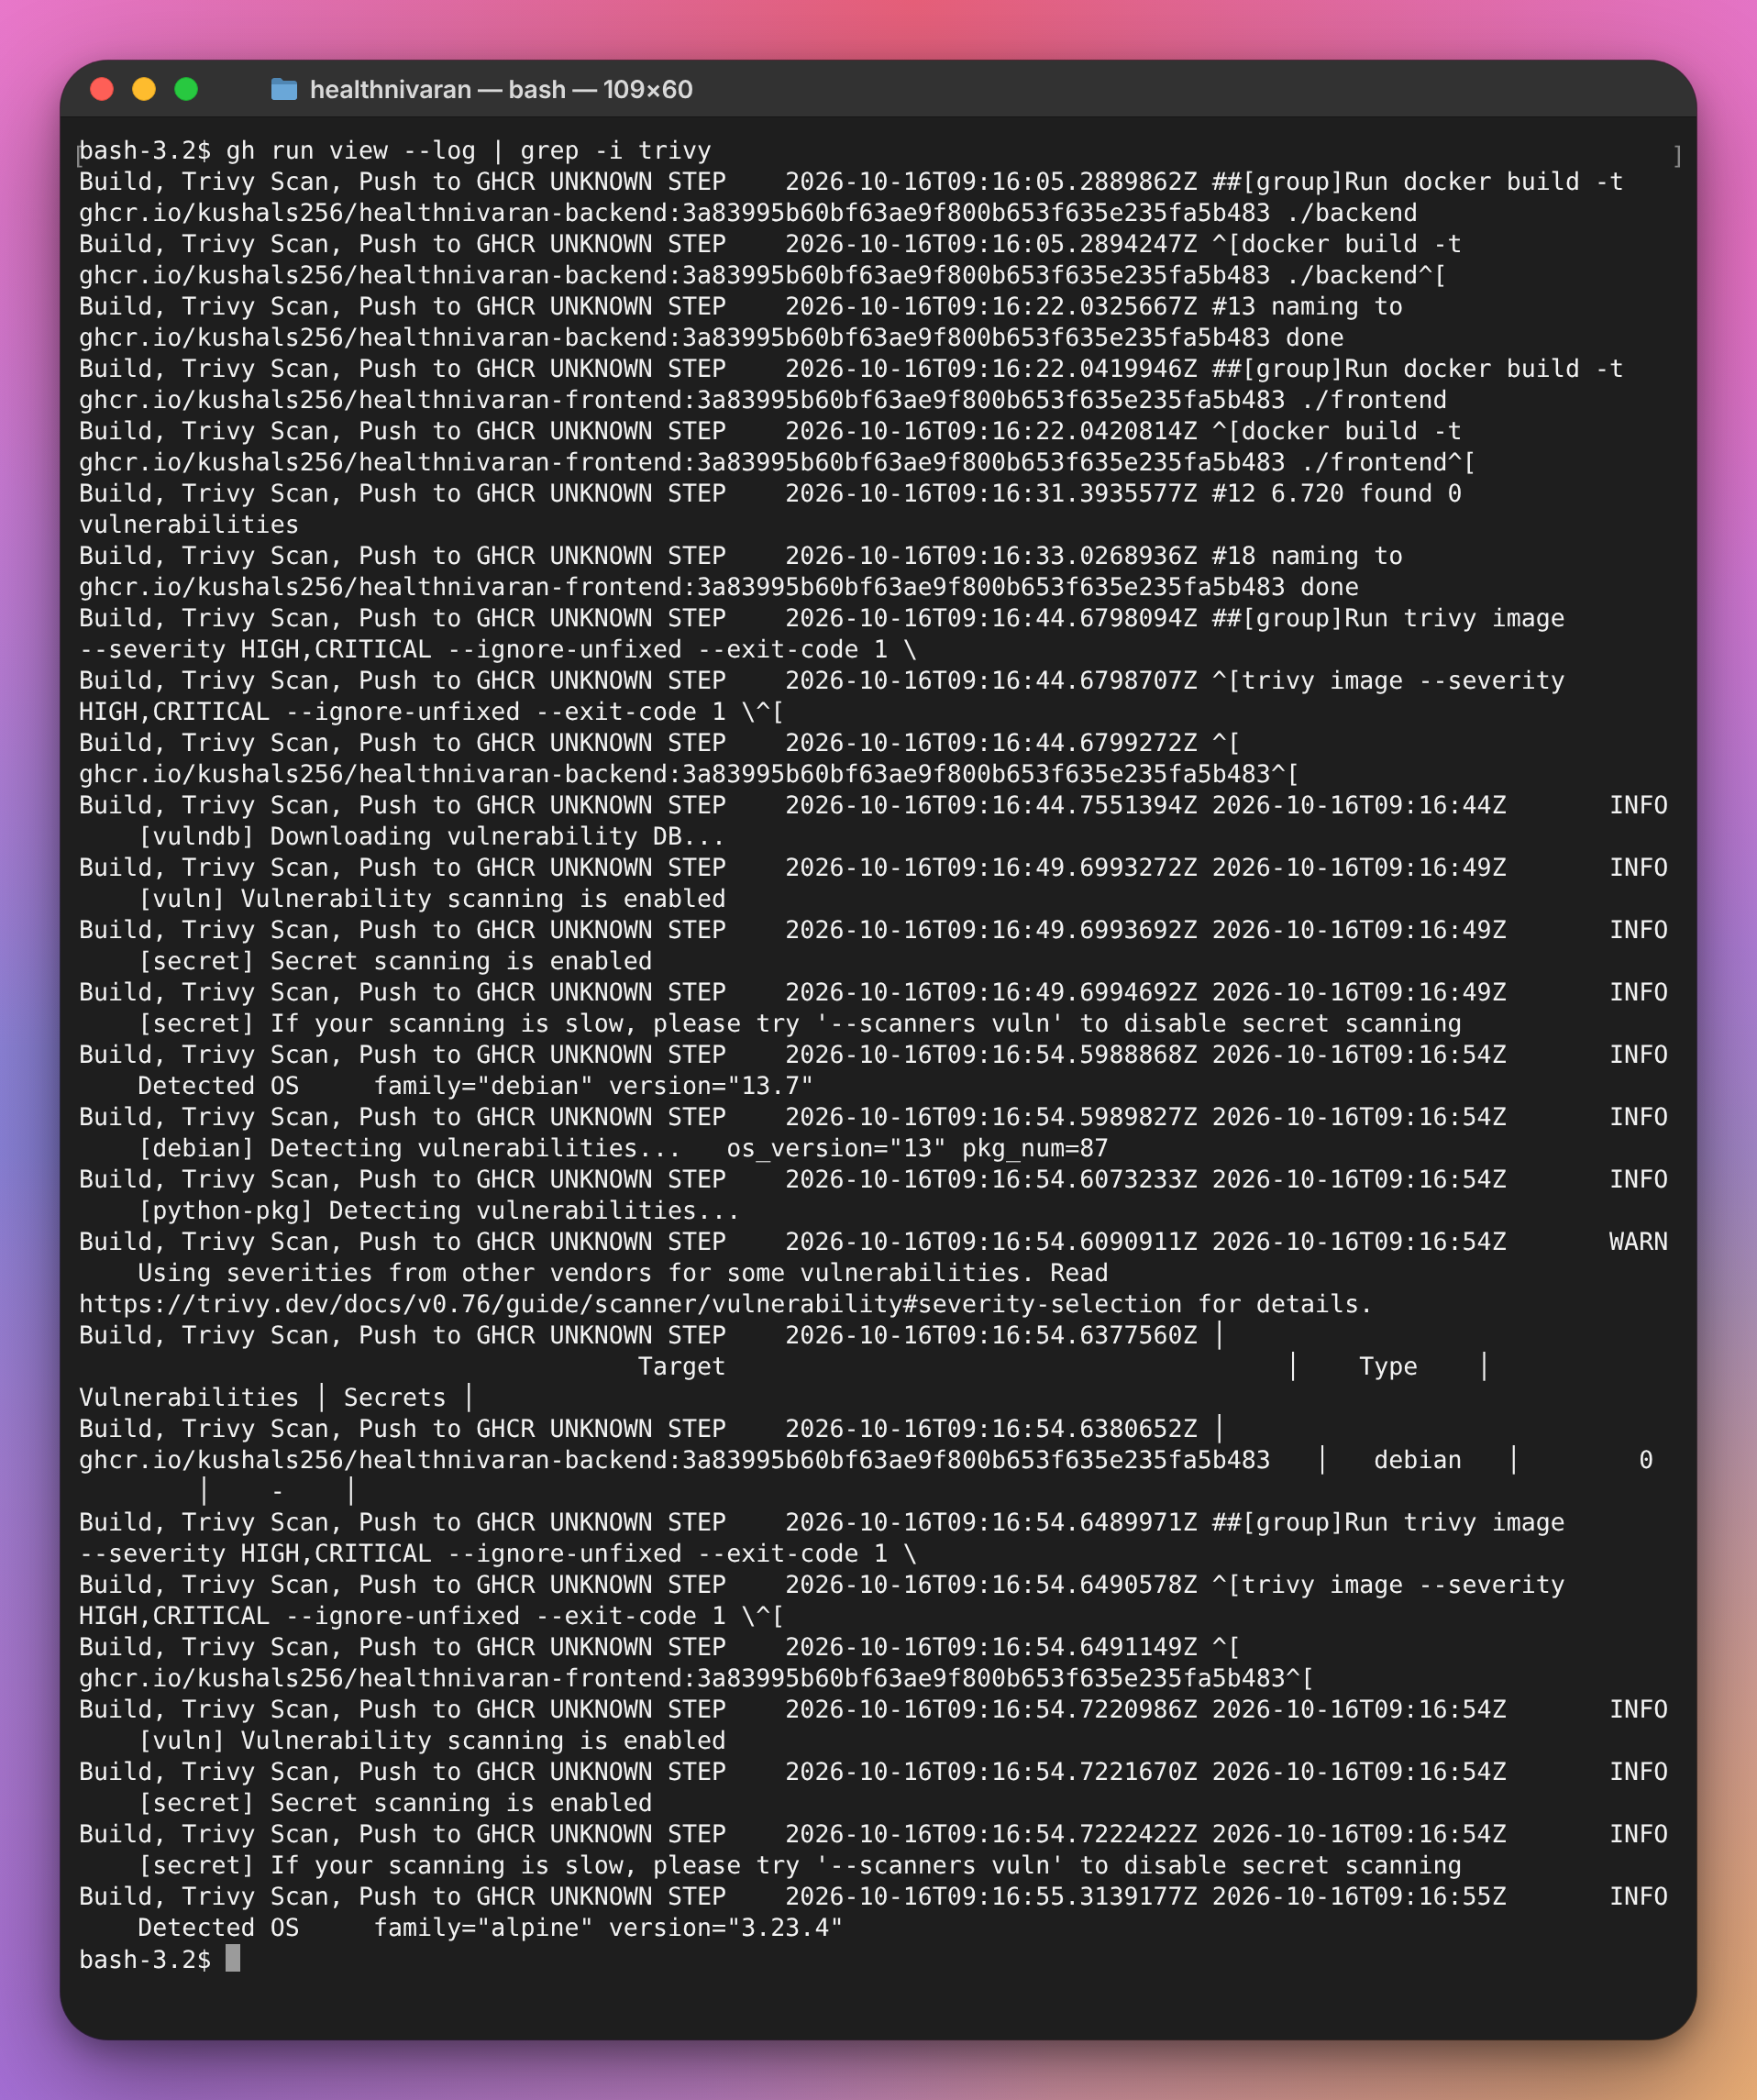 healthnivaran — bash — 109×60
bash-3.2$ gh run view --log | grep -i trivy
Build, Trivy Scan, Push to GHCR UNKNOWN STEP    2026-10-16T09:16:05.2889862Z ##[group]Run docker build -t
ghcr.io/kushals256/healthnivaran-backend:3a83995b60bf63ae9f800b653f635e235fa5b483 ./backend
Build, Trivy Scan, Push to GHCR UNKNOWN STEP    2026-10-16T09:16:05.2894247Z ^[docker build -t
ghcr.io/kushals256/healthnivaran-backend:3a83995b60bf63ae9f800b653f635e235fa5b483 ./backend^[
Build, Trivy Scan, Push to GHCR UNKNOWN STEP    2026-10-16T09:16:22.0325667Z #13 naming to
ghcr.io/kushals256/healthnivaran-backend:3a83995b60bf63ae9f800b653f635e235fa5b483 done
Build, Trivy Scan, Push to GHCR UNKNOWN STEP    2026-10-16T09:16:22.0419946Z ##[group]Run docker build -t
ghcr.io/kushals256/healthnivaran-frontend:3a83995b60bf63ae9f800b653f635e235fa5b483 ./frontend
Build, Trivy Scan, Push to GHCR UNKNOWN STEP    2026-10-16T09:16:22.0420814Z ^[docker build -t
ghcr.io/kushals256/healthnivaran-frontend:3a83995b60bf63ae9f800b653f635e235fa5b483 ./frontend^[
Build, Trivy Scan, Push to GHCR UNKNOWN STEP    2026-10-16T09:16:31.3935577Z #12 6.720 found 0
vulnerabilities
Build, Trivy Scan, Push to GHCR UNKNOWN STEP    2026-10-16T09:16:33.0268936Z #18 naming to
ghcr.io/kushals256/healthnivaran-frontend:3a83995b60bf63ae9f800b653f635e235fa5b483 done
Build, Trivy Scan, Push to GHCR UNKNOWN STEP    2026-10-16T09:16:44.6798094Z ##[group]Run trivy image
--severity HIGH,CRITICAL --ignore-unfixed --exit-code 1 \
Build, Trivy Scan, Push to GHCR UNKNOWN STEP    2026-10-16T09:16:44.6798707Z ^[trivy image --severity
HIGH,CRITICAL --ignore-unfixed --exit-code 1 \^[
Build, Trivy Scan, Push to GHCR UNKNOWN STEP    2026-10-16T09:16:44.6799272Z ^[
ghcr.io/kushals256/healthnivaran-backend:3a83995b60bf63ae9f800b653f635e235fa5b483^[
Build, Trivy Scan, Push to GHCR UNKNOWN STEP    2026-10-16T09:16:44.7551394Z 2026-10-16T09:16:44Z       INFO
    [vulndb] Downloading vulnerability DB...
Build, Trivy Scan, Push to GHCR UNKNOWN STEP    2026-10-16T09:16:49.6993272Z 2026-10-16T09:16:49Z       INFO
    [vuln] Vulnerability scanning is enabled
Build, Trivy Scan, Push to GHCR UNKNOWN STEP    2026-10-16T09:16:49.6993692Z 2026-10-16T09:16:49Z       INFO
    [secret] Secret scanning is enabled
Build, Trivy Scan, Push to GHCR UNKNOWN STEP    2026-10-16T09:16:49.6994692Z 2026-10-16T09:16:49Z       INFO
    [secret] If your scanning is slow, please try '--scanners vuln' to disable secret scanning
Build, Trivy Scan, Push to GHCR UNKNOWN STEP    2026-10-16T09:16:54.5988868Z 2026-10-16T09:16:54Z       INFO
    Detected OS     family="debian" version="13.7"
Build, Trivy Scan, Push to GHCR UNKNOWN STEP    2026-10-16T09:16:54.5989827Z 2026-10-16T09:16:54Z       INFO
    [debian] Detecting vulnerabilities...   os_version="13" pkg_num=87
Build, Trivy Scan, Push to GHCR UNKNOWN STEP    2026-10-16T09:16:54.6073233Z 2026-10-16T09:16:54Z       INFO
    [python-pkg] Detecting vulnerabilities...
Build, Trivy Scan, Push to GHCR UNKNOWN STEP    2026-10-16T09:16:54.6090911Z 2026-10-16T09:16:54Z       WARN
    Using severities from other vendors for some vulnerabilities. Read
https://trivy.dev/docs/v0.76/guide/scanner/vulnerability#severity-selection for details.
Build, Trivy Scan, Push to GHCR UNKNOWN STEP    2026-10-16T09:16:54.6377560Z │
                                      Target                                      │    Type    │
Vulnerabilities │ Secrets │
Build, Trivy Scan, Push to GHCR UNKNOWN STEP    2026-10-16T09:16:54.6380652Z │
ghcr.io/kushals256/healthnivaran-backend:3a83995b60bf63ae9f800b653f635e235fa5b483   │   debian   │        0
        │    -    │
Build, Trivy Scan, Push to GHCR UNKNOWN STEP    2026-10-16T09:16:54.6489971Z ##[group]Run trivy image
--severity HIGH,CRITICAL --ignore-unfixed --exit-code 1 \
Build, Trivy Scan, Push to GHCR UNKNOWN STEP    2026-10-16T09:16:54.6490578Z ^[trivy image --severity
HIGH,CRITICAL --ignore-unfixed --exit-code 1 \^[
Build, Trivy Scan, Push to GHCR UNKNOWN STEP    2026-10-16T09:16:54.6491149Z ^[
ghcr.io/kushals256/healthnivaran-frontend:3a83995b60bf63ae9f800b653f635e235fa5b483^[
Build, Trivy Scan, Push to GHCR UNKNOWN STEP    2026-10-16T09:16:54.7220986Z 2026-10-16T09:16:54Z       INFO
    [vuln] Vulnerability scanning is enabled
Build, Trivy Scan, Push to GHCR UNKNOWN STEP    2026-10-16T09:16:54.7221670Z 2026-10-16T09:16:54Z       INFO
    [secret] Secret scanning is enabled
Build, Trivy Scan, Push to GHCR UNKNOWN STEP    2026-10-16T09:16:54.7222422Z 2026-10-16T09:16:54Z       INFO
    [secret] If your scanning is slow, please try '--scanners vuln' to disable secret scanning
Build, Trivy Scan, Push to GHCR UNKNOWN STEP    2026-10-16T09:16:55.3139177Z 2026-10-16T09:16:55Z       INFO
    Detected OS     family="alpine" version="3.23.4"
bash-3.2$